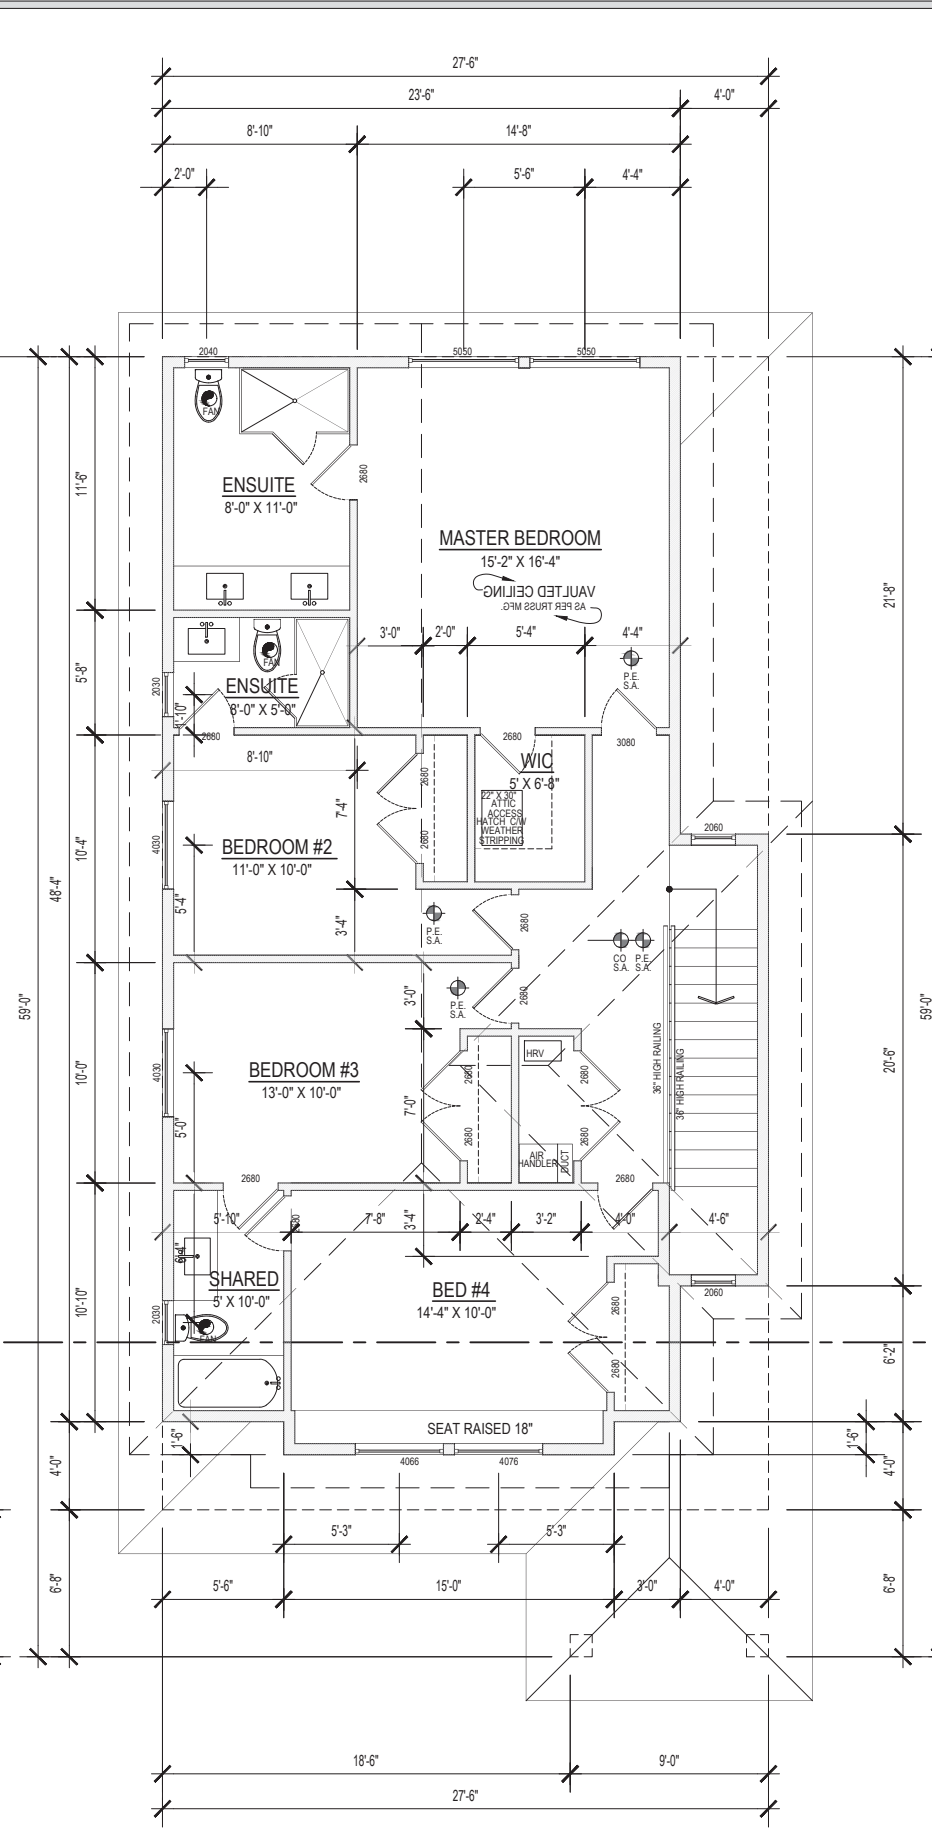 27'-6"
23'-6"
4'-0"
8'-10"
14'-8"
2'-0"
5'-6"
4'-4"
2040
5050
5050
FAN
11'-6"
2680
ENSUITE
8'-0" X 11'-0"
MASTER BEDROOM
15'-2" X 16'-4"
VAULTED CEILING
AS PER TRUSS MFG.
21'-8"
3'-0"
2'-0"
5'-4"
4'-4"
P.E.
S.A.
5'-8"
2030
FAN
ENSUITE
8'-0" X 5'-0"
2680
2680
3080
8'-10"
WIC
5' X 6'-8"
22" X 30"
ATTIC
ACCESS
HATCH C/W
WEATHER
STRIPPING
2680
2680
7'-4"
2060
10'-4"
4030
BEDROOM #2
11'-0" X 10'-0"
48'-4"
5'-4"
3'-4"
P.E.
S.A.
2680
CO
S.A.
P.E.
S.A.
59'-0"
59'-0"
3'-0"
P.E.
S.A.
2680
HRV
36" HIGH RAILING
36" HIGH RAILING
20'-6"
10'-0"
4030
BEDROOM #3
13'-0" X 10'-0"
2680
2680
7'-0"
5'-0"
2680
2680
AIR
HANDLER
DUCT
2680
2680
5'-10"
7'-8"
3'-4"
2'-4"
3'-2"
4'-0"
4'-6"
SHARED
5' X 10'-0"
BED #4
14'-4" X 10'-0"
2060
10'-10"
2030
FAN
2680
2680
6'-2"
SEAT RAISED 18"
1'-6"
1'-6"
4'-0"
4'-0"
4066
4076
5'-3"
5'-3"
6'-8"
5'-6"
15'-0"
3'-0"
4'-0"
6'-8"
18'-6"
9'-0"
27'-6"